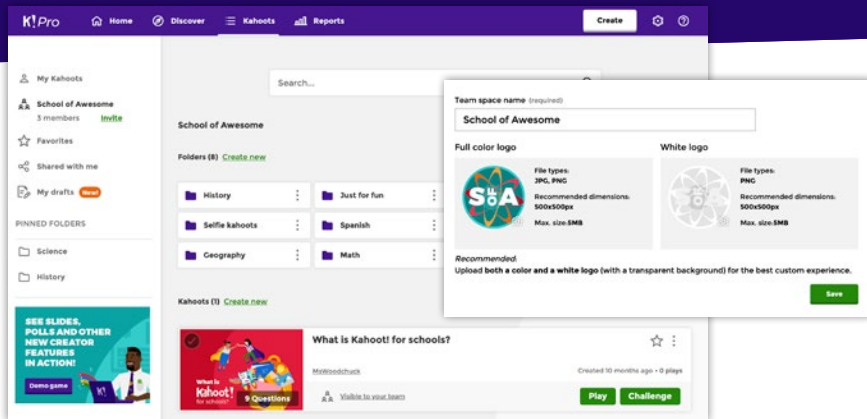 K! Pro
Home
Discover
Kahoots
Reports
Create
My Kahoots
School of Awesome
3 members Invite
Favorites
Shared with me
My drafts New!
PINNED FOLDERS
Science
History
SEE SLIDES,
POLLS AND OTHER
NEW CREATOR
FEATURES
IN ACTION!
Demo game
K!
Search...
School of Awesome
Folders (8) Create new
History
Just for fun
Selfie kahoots
Spanish
Geography
Math
Kahoots (1) Create new
What is
Kahoot!
for schools?
9 Questions
What is Kahoot! for schools?
MsWoodchuck
Created 10 months ago • 0 plays
Visible to your team
Play
Challenge
Team space name (required)
School of Awesome
Full color logo
SofA
File types:
JPG, PNG
Recommended dimensions:
500x500px
Max. size:5MB
White logo
SofA
File types:
PNG
Recommended dimensions:
500x500px
Max. size:5MB
Recommended:
Upload both a color and a white logo (with a transparent background) for the best custom experience.
Save